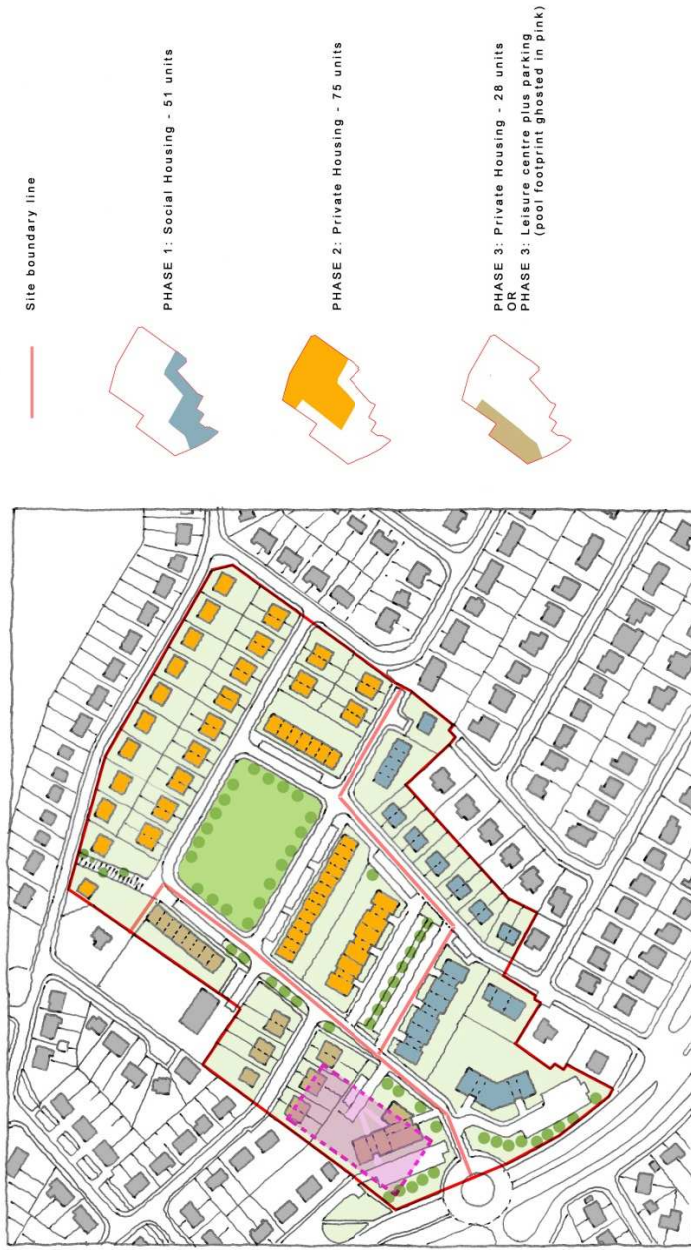 Site boundary line
PHASE 1: Social Housing - 51 units
PHASE 2: Private Housing - 75 units
PHASE 3: Private Housing - 28 units
OR
PHASE 3: Leisure centre plus parking
(pool footprint ghosted in pink)